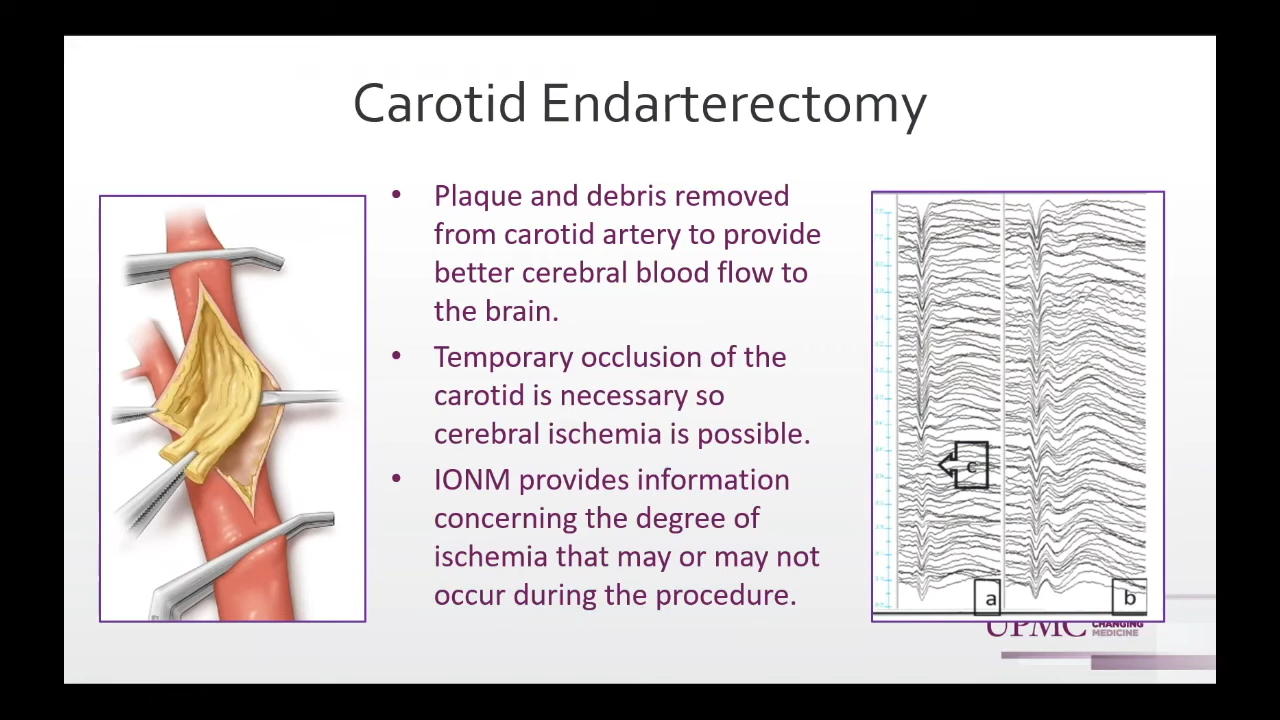 Carotid Endarterectomy
• Plaque and debris removed
from carotid artery to provide
better cerebral blood flow to
the brain.
• Temporary occlusion of the
carotid is necessary so
cerebral ischemia is possible.
• IONM provides information
concerning the degree of
ischemia that may or may not
occur during the procedure.
c
a
b
UPMC CHANGING
MEDICINE